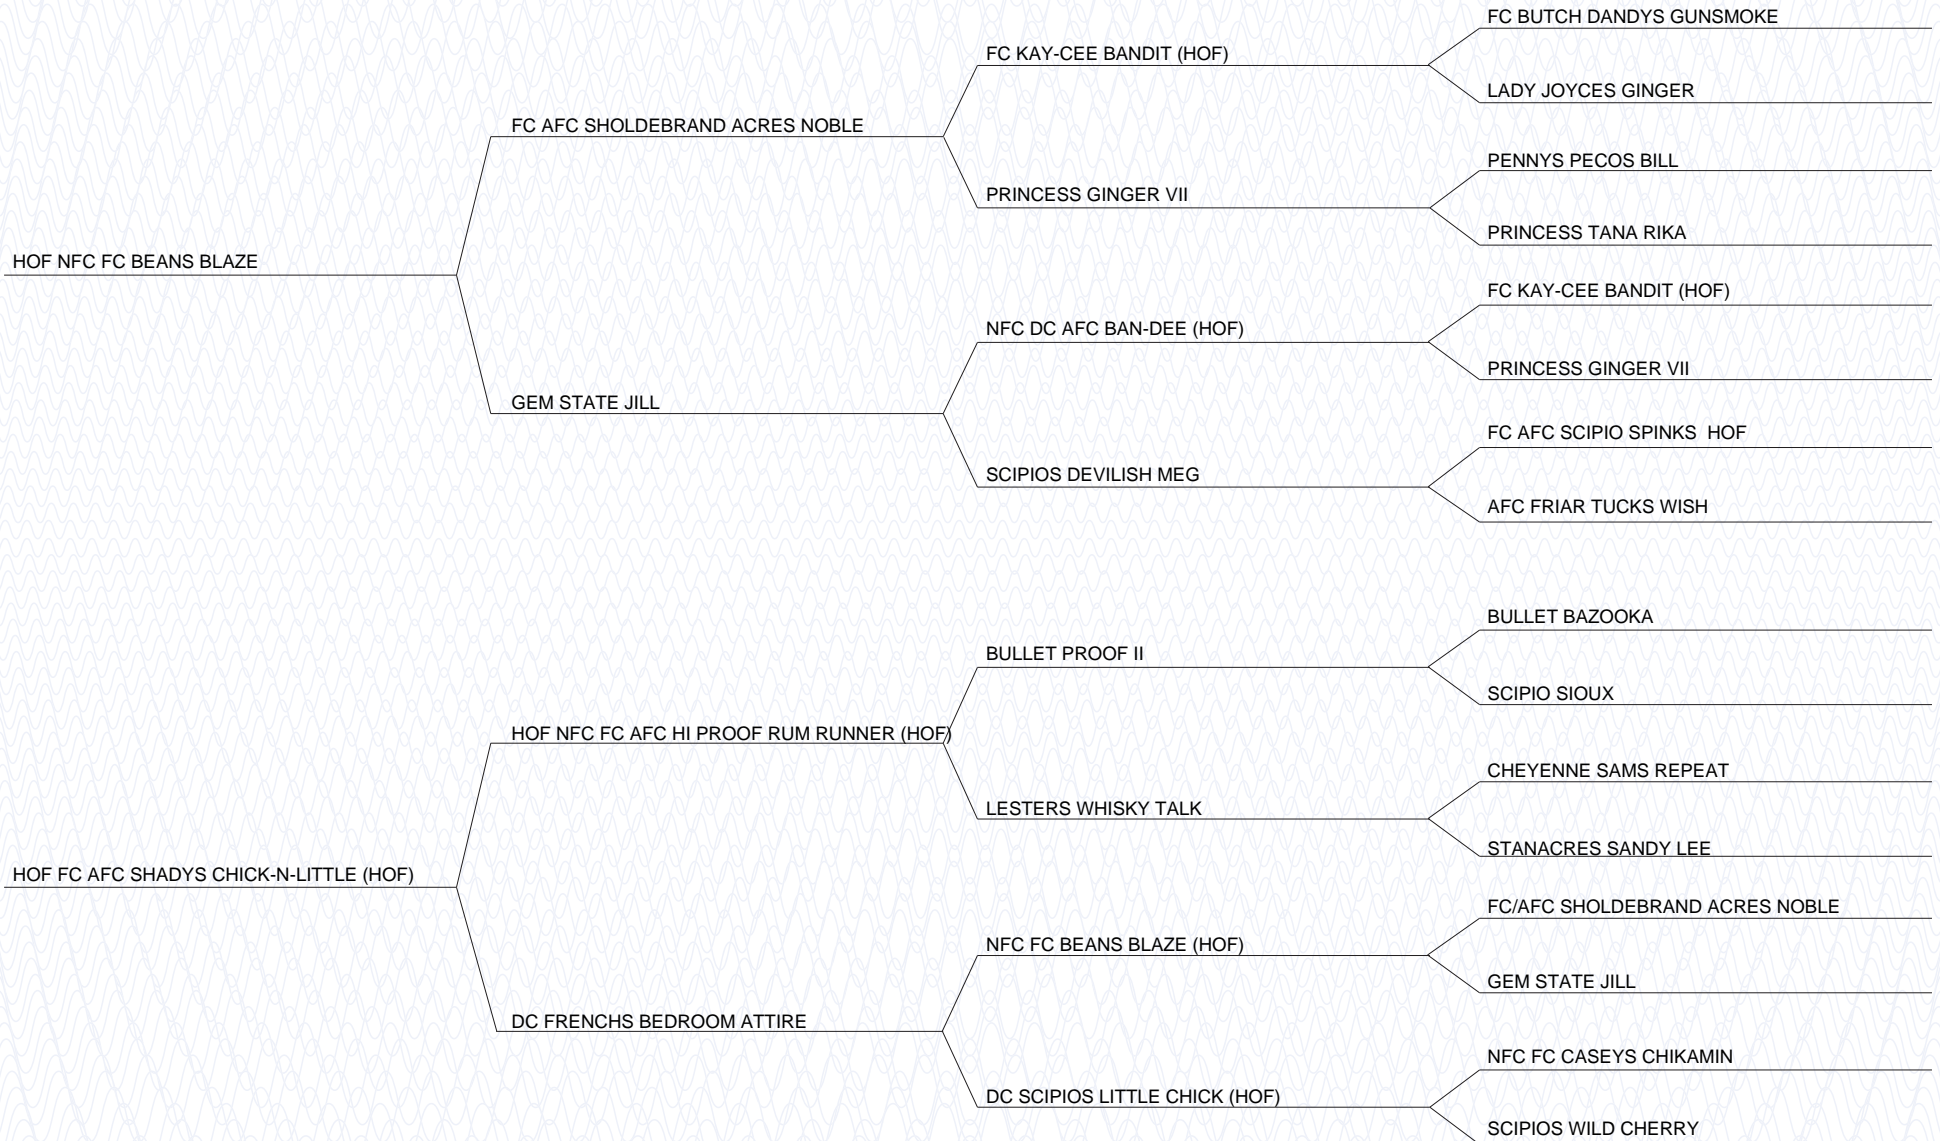 FC BUTCH DANDYS GUNSMOKE
FC KAY-CEE BANDIT (HOF)
LADY JOYCES GINGER
FC AFC SHOLDEBRAND ACRES NOBLE
PENNYS PECOS BILL
PRINCESS GINGER VII
PRINCESS TANA RIKA
HOF NFC FC BEANS BLAZE
FC KAY-CEE BANDIT (HOF)
NFC DC AFC BAN-DEE (HOF)
PRINCESS GINGER VII
GEM STATE JILL
FC AFC SCIPIO SPINKS  HOF
SCIPIOS DEVILISH MEG
AFC FRIAR TUCKS WISH
BULLET BAZOOKA
BULLET PROOF II
SCIPIO SIOUX
HOF NFC FC AFC HI PROOF RUM RUNNER (HOF)
CHEYENNE SAMS REPEAT
LESTERS WHISKY TALK
STANACRES SANDY LEE
HOF FC AFC SHADYS CHICK-N-LITTLE (HOF)
FC/AFC SHOLDEBRAND ACRES NOBLE
NFC FC BEANS BLAZE (HOF)
GEM STATE JILL
DC FRENCHS BEDROOM ATTIRE
NFC FC CASEYS CHIKAMIN
DC SCIPIOS LITTLE CHICK (HOF)
SCIPIOS WILD CHERRY